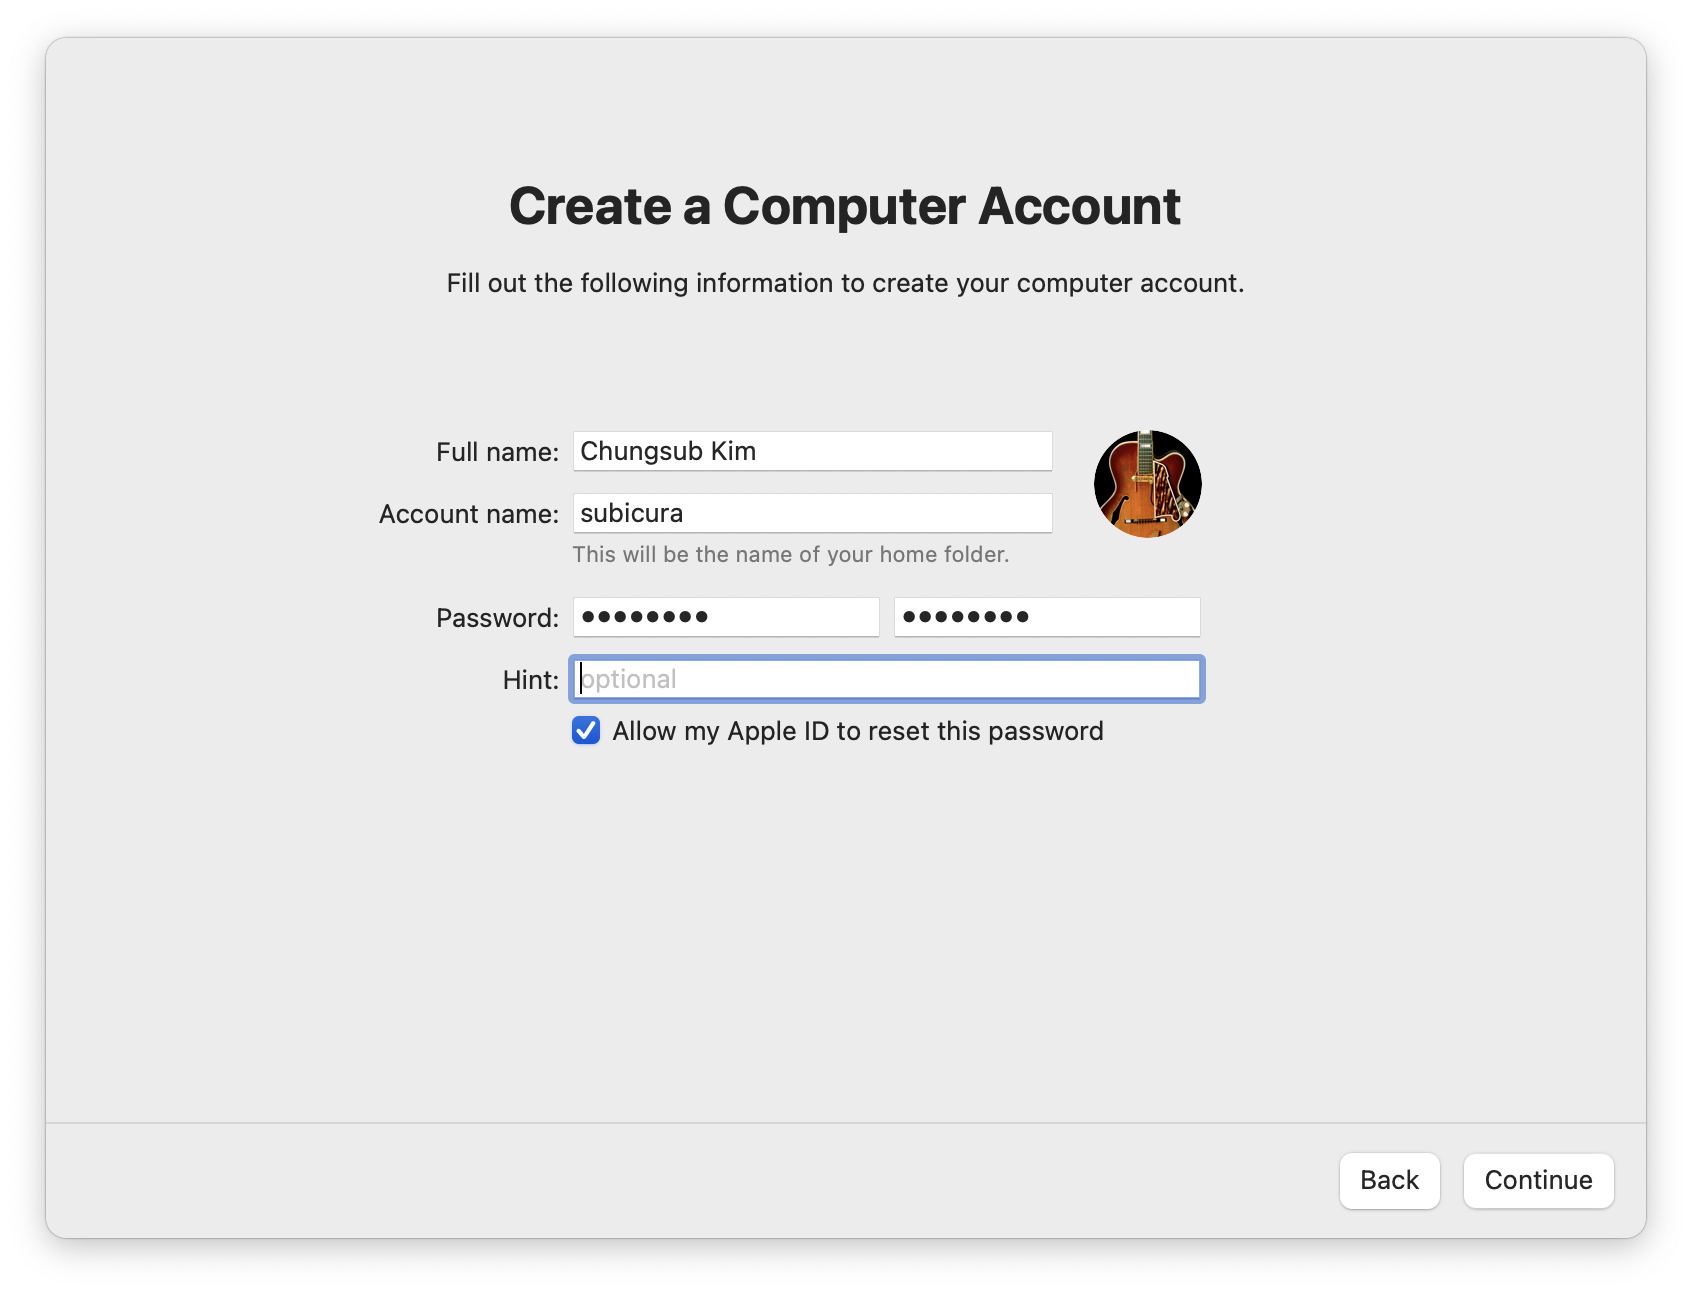 Create a Computer Account
Fill out the following information to create your computer account.
Full name: Chungsub Kim
Account name: subicura
This will be the name of your home folder.
Password: ●●●●●●●● ●●●●●●●●
Hint: optional
Allow my Apple ID to reset this password
Back Continue